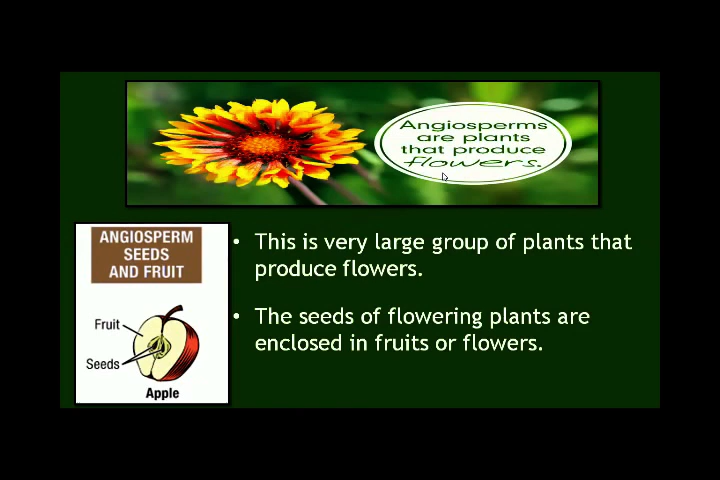 Angiosperms
are plants
that produce
flowers.
ANGIOSPERM
SEEDS
AND FRUIT
Fruit
Seeds
Apple
• This is very large group of plants that
produce flowers.
• The seeds of flowering plants are
enclosed in fruits or flowers.